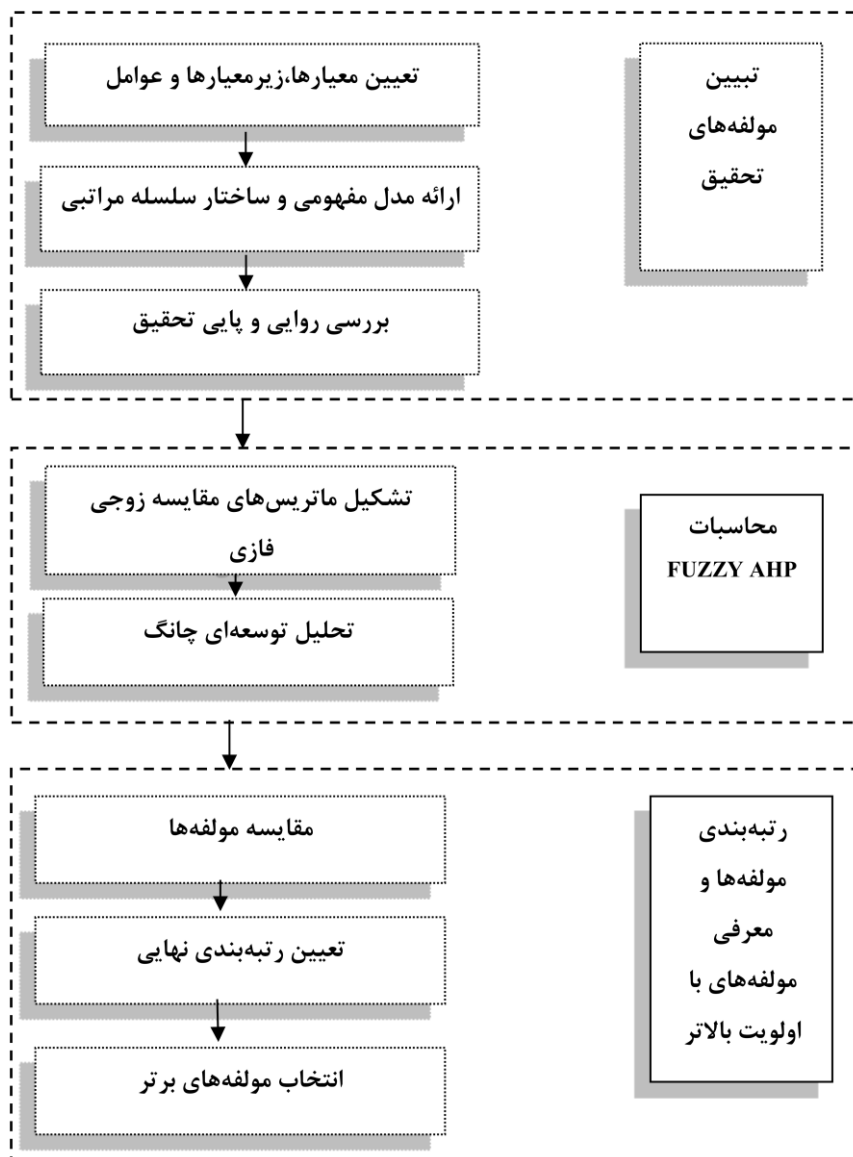 تعیین معیارها،زیرمعیارها و عوامل
ارائه مدل مفهومی و ساختار سلسله مراتبی
بررسی روایی و پایی تحقیق
تبیین
مولفه‌های
تحقیق
تشکیل ماتریس‌های مقایسه زوجی
فازی
تحلیل توسعه‌ای چانگ
محاسبات
FUZZY AHP
مقایسه مولفه‌ها
تعیین رتبه‌بندی نهایی
انتخاب مولفه‌های برتر
رتبه‌بندی
مولفه‌ها و
معرفی
مولفه‌های با
اولویت بالاتر